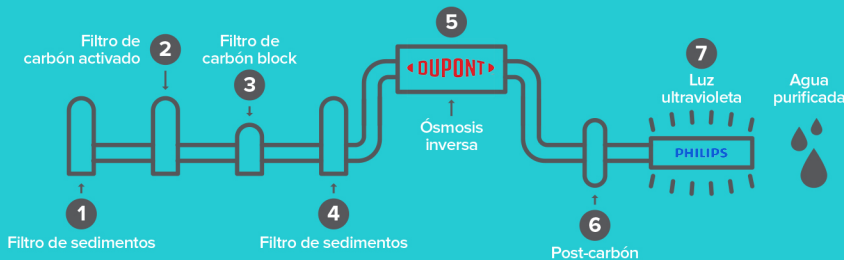 1
Filtro de sedimentos
Filtro de
carbón activado
2
Filtro de
carbón block
3
4
Filtro de sedimentos
5
DUPONT
Ósmosis
inversa
6
Post-carbón
7
Luz
ultravioleta
PHILIPS
Agua
purificada